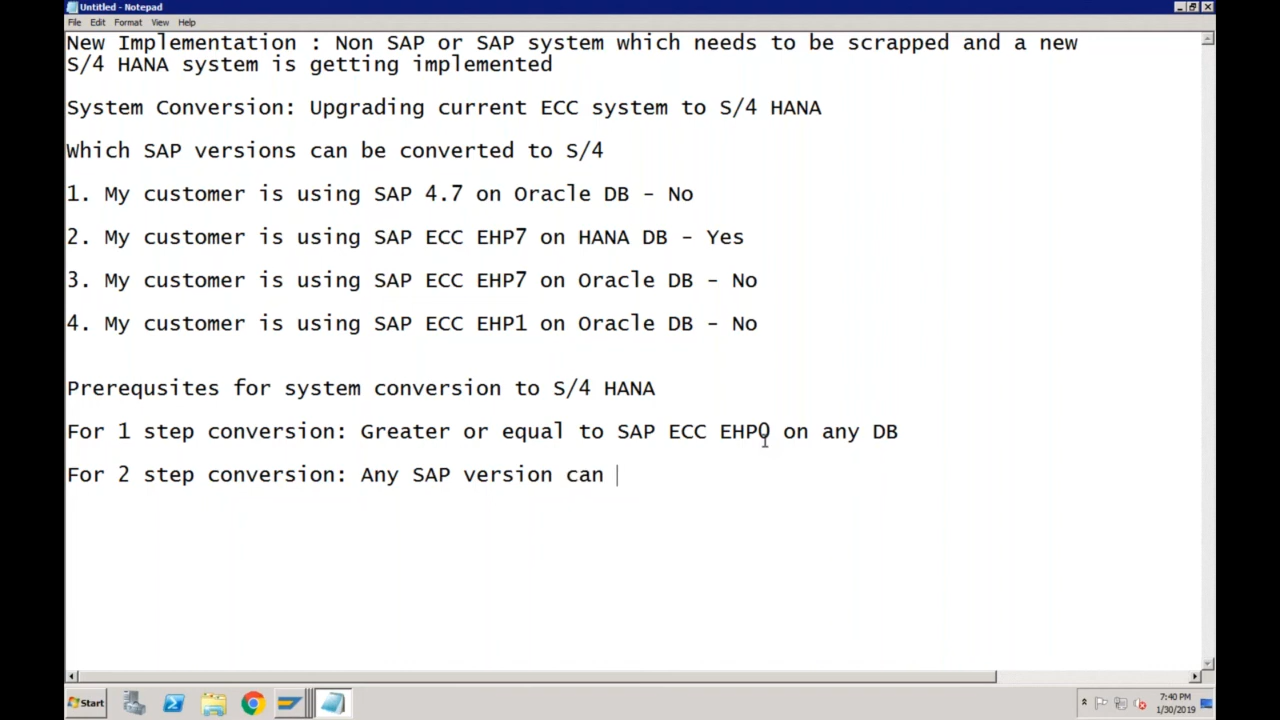 Untitled - Notepad
File Edit Format View Help
New Implementation : Non SAP or SAP system which needs to be scrapped and a new
S/4 HANA system is getting implemented
System Conversion: Upgrading current ECC system to S/4 HANA
Which SAP versions can be converted to S/4
1. My customer is using SAP 4.7 on Oracle DB - No
2. My customer is using SAP ECC EHP7 on HANA DB - Yes
3. My customer is using SAP ECC EHP7 on Oracle DB - No
4. My customer is using SAP ECC EHP1 on Oracle DB - No
Prerequsites for system conversion to S/4 HANA
For 1 step conversion: Greater or equal to SAP ECC EHP0 on any DB
For 2 step conversion: Any SAP version can
Start
7:40 PM
1/30/2019